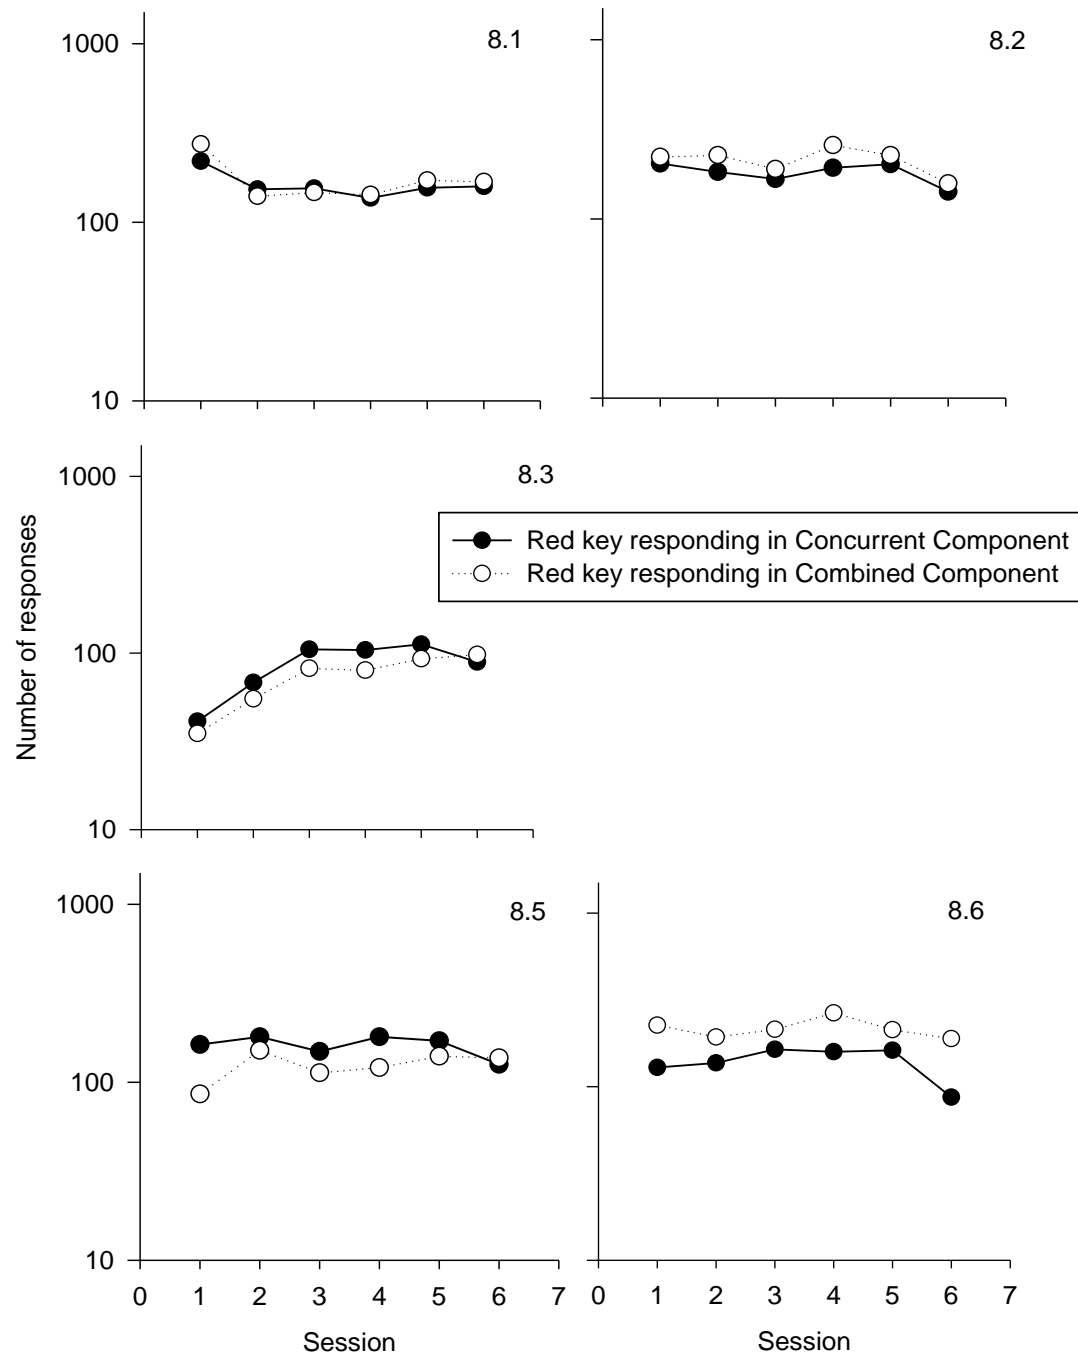 1000
8.1
8.2
100
10
1000
8.3
Red key responding in Concurrent Component
Red key responding in Combined Component
Number of responses
100
10
1000
8.5
8.6
100
10
0 1 2 3 4 5 6 7
0 1 2 3 4 5 6 7
Session
Session